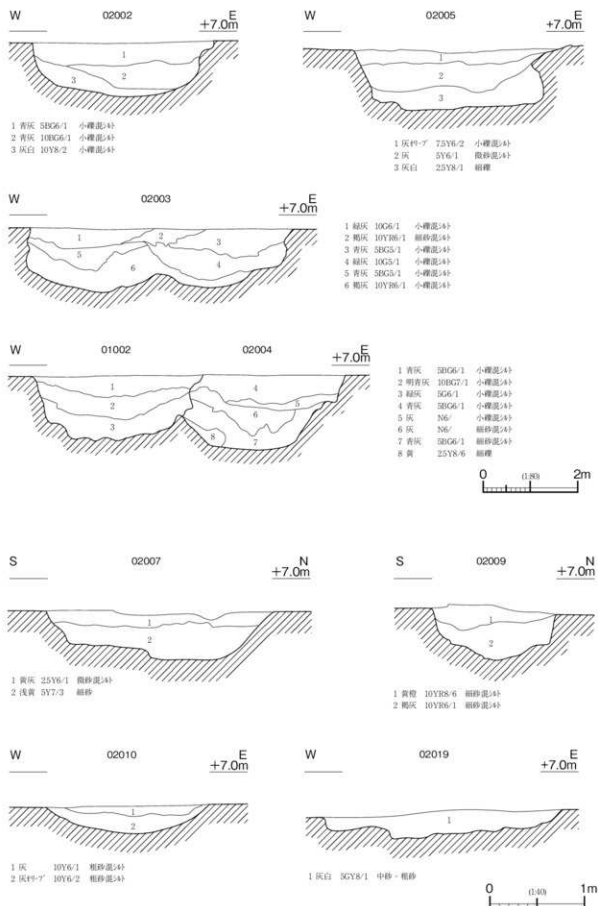 W 02002 E
+7.0m
1
2
3
1 青灰 5BG6/1 小礫混シルト
2 青灰 10BG6/1 小礫混シルト
3 灰白 10Y8/2 小礫混シルト
W 02005 E
+7.0m
1
2
3
1 灰オリーブ 7.5Y6/2 小礫混シルト
2 灰 5Y6/1 微砂混シルト
3 灰白 2.5Y8/1 細礫
W 02003 E
+7.0m
1 2 3
5 4
6
1 緑灰 10G6/1 小礫混シルト
2 褐灰 10YR6/1 細砂混シルト
3 青灰 5BG5/1 小礫混シルト
4 緑灰 10G5/1 小礫混シルト
5 青灰 5BG5/1 小礫混シルト
6 褐灰 10YR6/1 小礫混シルト
W 01002 02004 E
+7.0m
1 4
2 6 5
3 8 7
1 青灰 5BG6/1 小礫混シルト
2 明青灰 10BG7/1 小礫混シルト
3 緑灰 5G6/1 小礫混シルト
4 青灰 5BG6/1 小礫混シルト
5 灰 N6/ 小礫混シルト
6 灰 N6/ 細砂混シルト
7 青灰 5BG6/1 細砂混シルト
8 黄 2.5Y8/6 細礫
0 (1:80) 2m
S 02007 N
+7.0m
1
2
1 黄灰 2.5Y6/1 微砂混シルト
2 浅黄 5Y7/3 細砂
S 02009 N
+7.0m
1
2
1 黄橙 10YR8/6 細砂混シルト
2 褐灰 10YR6/1 細砂混シルト
W 02010 E
+7.0m
1
2
1 灰 10Y6/1 粗砂混シルト
2 灰オリーブ 10Y6/2 粗砂混シルト
W 02019 E
+7.0m
1
1 灰白 5GY8/1 中砂・粗砂
0 (1:40) 1m